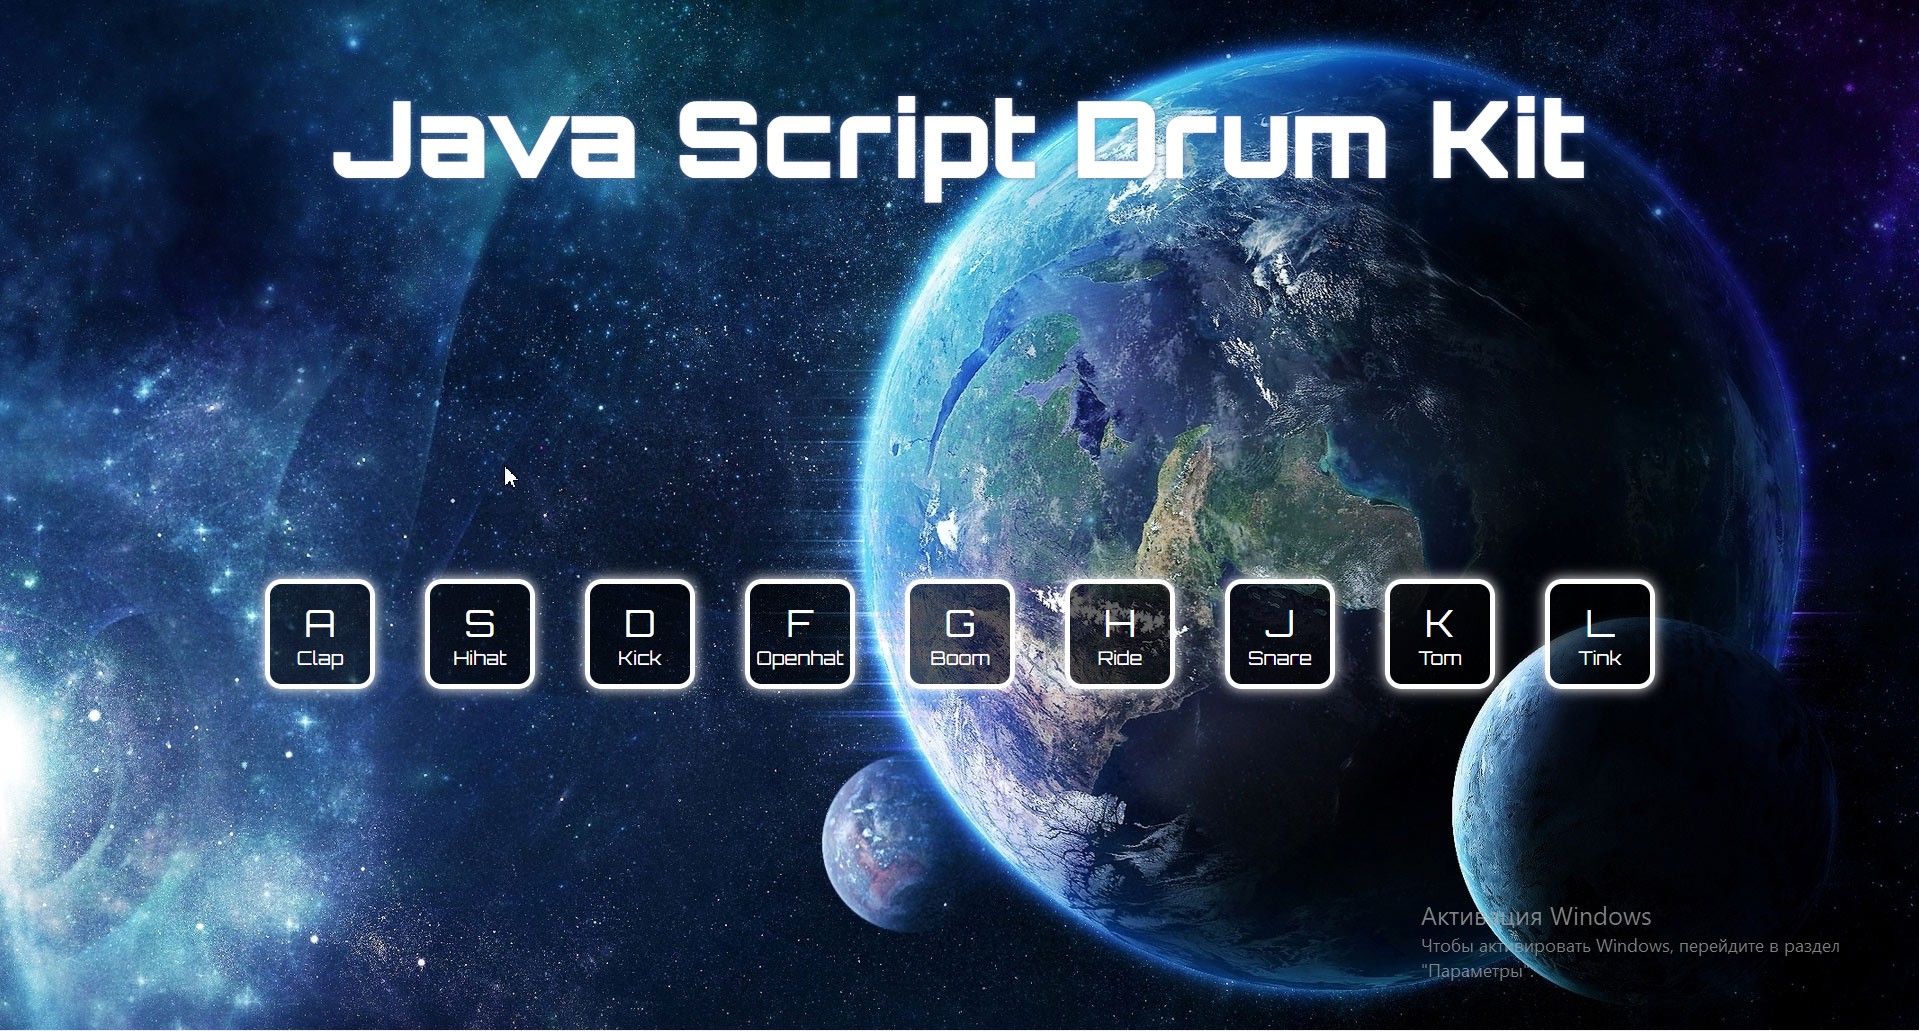 Java Script Drum Kit
A
Clap
S
Hihat
D
Kick
F
Openhat
G
Boom
H
Ride
J
Snare
K
Tom
L
Tink
Активация Windows
Чтобы активировать Windows, перейдите в раздел
"Параметры".